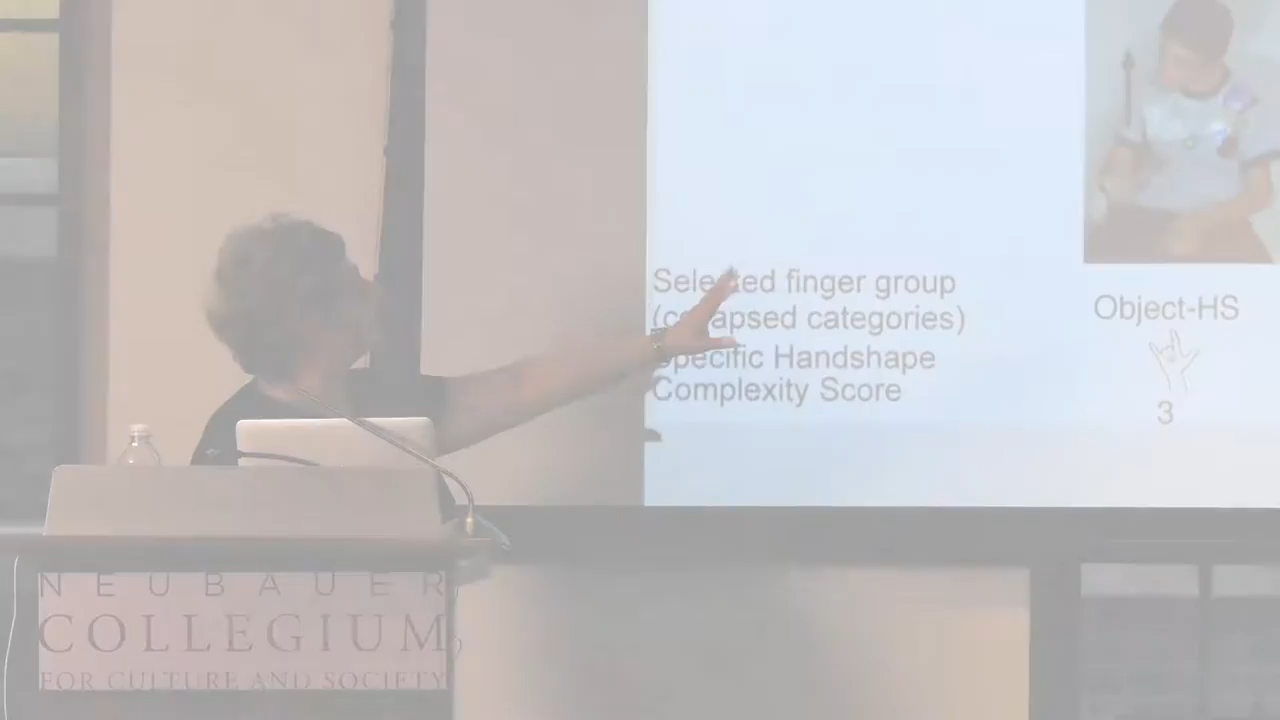 Selected finger group
(collapsed categories)
Specific Handshape
Complexity Score
Object-HS
3
NEUBAUER
COLLEGIUM
FOR CULTURE AND SOCIETY